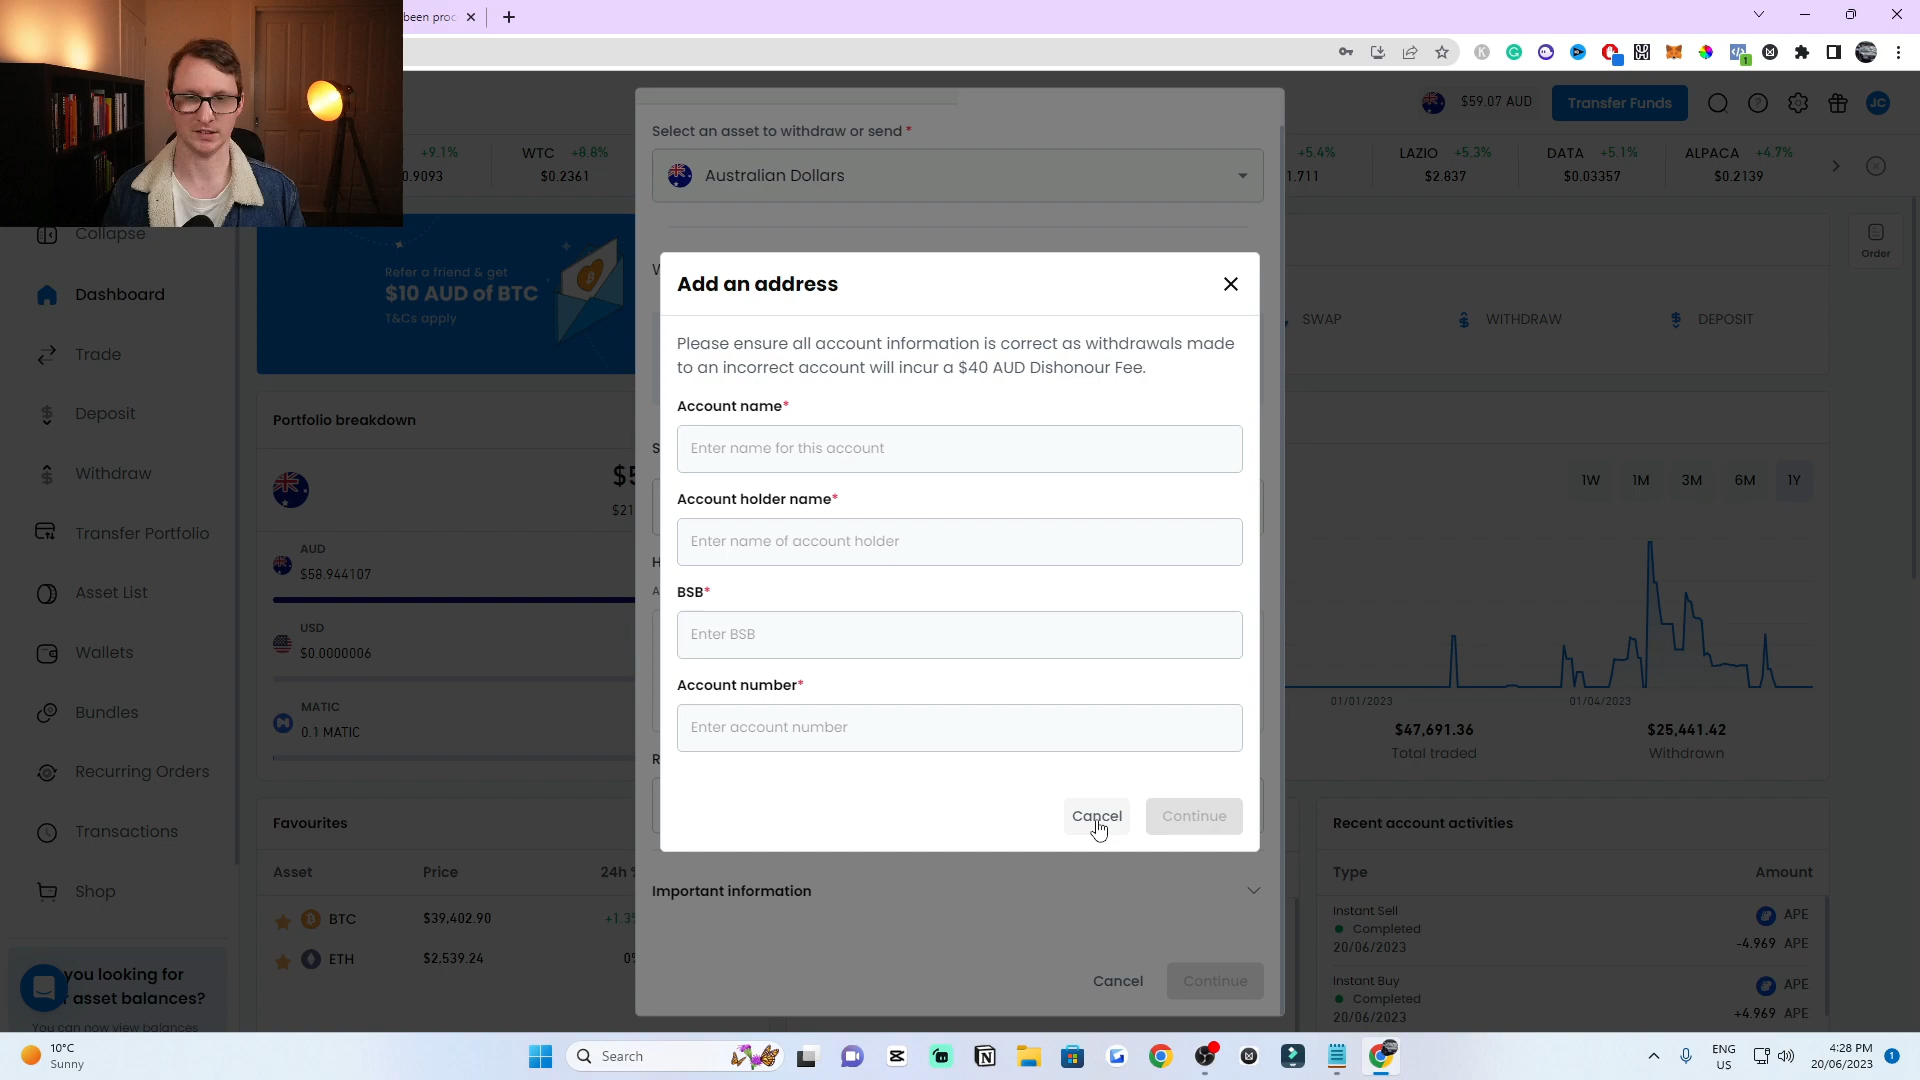 been proc
$59.07 AUD
Transfer Funds
JC
+9.1%
0.9093
WTC +8.8%
$0.2361
+5.4%
1.711
LAZIO +5.3%
$2.837
DATA +5.1%
$0.03357
ALPACA +4.7%
$0.2139
Select an asset to withdraw or send *
Australian Dollars
Collapse
Dashboard
Trade
Deposit
Withdraw
Transfer Portfolio
Asset List
Wallets
Bundles
Recurring Orders
Transactions
Shop
you looking for
asset balances?
You can now view balances
Refer a friend & get
$10 AUD of BTC
T&Cs apply
Portfolio breakdown
AUD
$58.944107
USD
$0.0000006
MATIC
0.1 MATIC
Favourites
Asset Price 24h %
BTC $39,402.90 +1.3%
ETH $2,539.24
Add an address
Please ensure all account information is correct as withdrawals made
to an incorrect account will incur a $40 AUD Dishonour Fee.
Account name*
Enter name for this account
Account holder name*
Enter name of account holder
BSB*
Enter BSB
Account number*
Enter account number
Cancel Continue
Important information
Cancel Continue
Order
SWAP WITHDRAW DEPOSIT
1W 1M 3M 6M 1Y
01/01/2023 01/04/2023
$47,691.36 $25,441.42
Total traded Withdrawn
Recent account activities
Type Amount
Instant Sell
Completed
20/06/2023
APE
-4.969 APE
Instant Buy
Completed
20/06/2023
APE
+4.969 APE
10°C
Sunny
Search
ENG
US
4:28 PM
20/06/2023
1